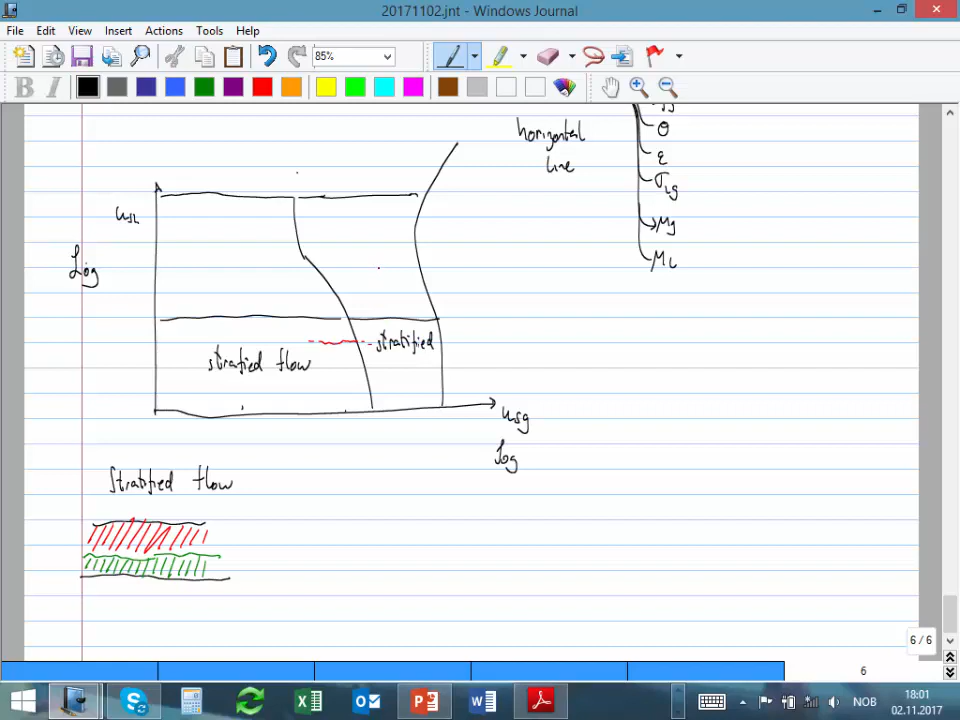 20171102.jnt - Windows Journal
File Edit View Insert Actions Tools Help
85%
B I
horizontal
line
θ
ε
σLg
μg
μL
usL
Log
stratified
stratied flow
usg
log
Stratified flow
6 / 6
6
NOB
18:01
02.11.2017